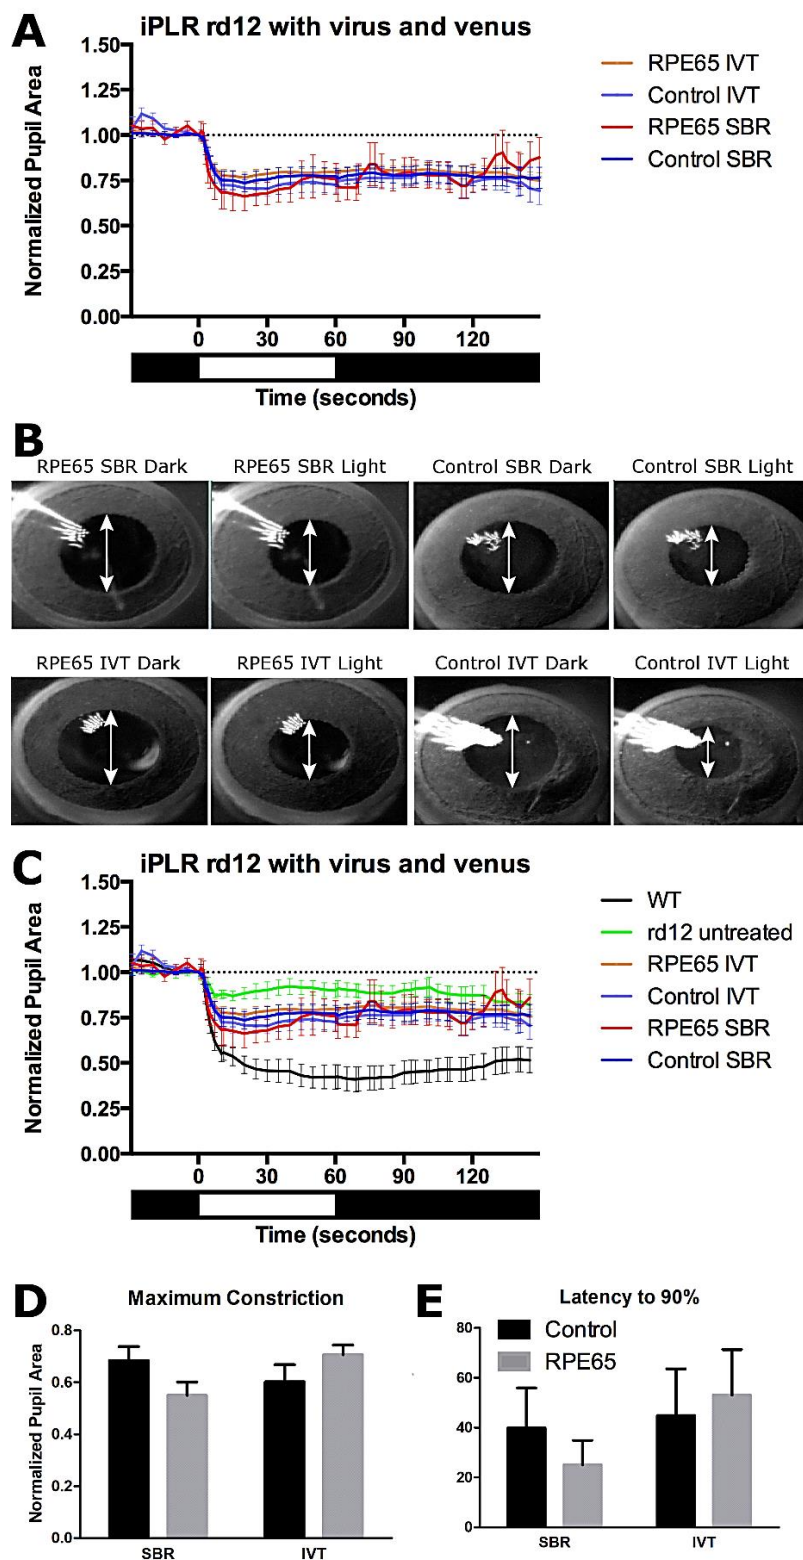 A
iPLR rd12 with virus and venus
Normalized Pupil Area
1.50
1.25
1.00
0.75
0.50
0.25
0.00
0 30 60 90 120
Time (seconds)
RPE65 IVT
Control IVT
RPE65 SBR
Control SBR
B
RPE65 SBR Dark RPE65 SBR Light Control SBR Dark Control SBR Light
RPE65 IVT Dark RPE65 IVT Light Control IVT Dark Control IVT Light
C
iPLR rd12 with virus and venus
Normalized Pupil Area
1.50
1.25
1.00
0.75
0.50
0.25
0.00
0 30 60 90 120
Time (seconds)
WT
rd12 untreated
RPE65 IVT
Control IVT
RPE65 SBR
Control SBR
D
Maximum Constriction
Normalized Pupil Area
0.8
0.6
0.4
0.2
0.0
SBR IVT
E
Latency to 90%
80
60
40
20
0
Control
RPE65
SBR IVT